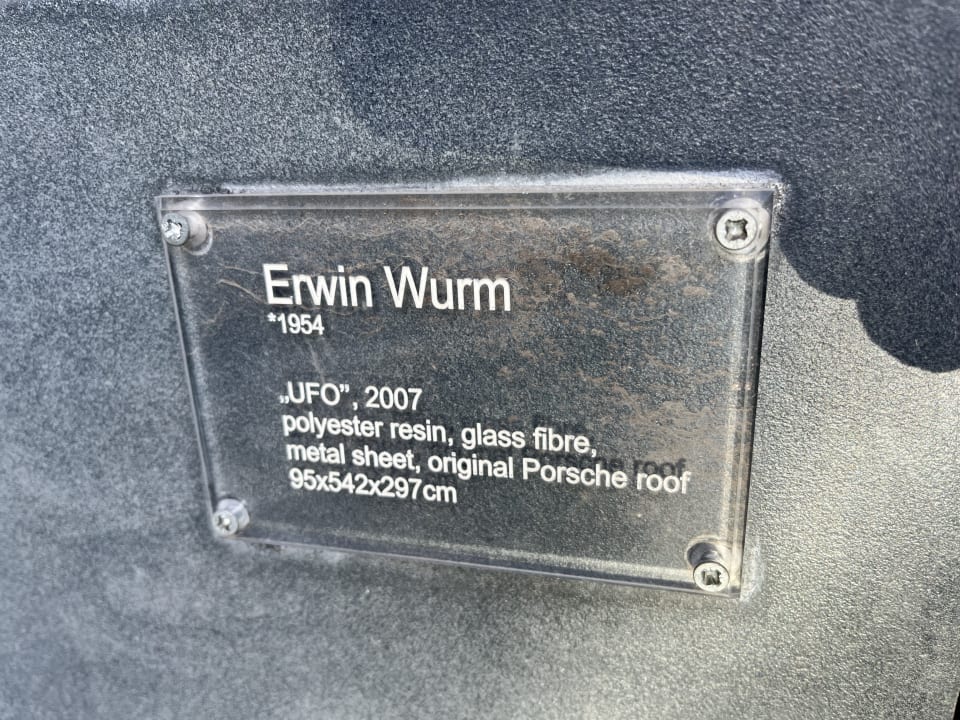 Erwin Wurm
*1954
„UFO”, 2007
polyester resin, glass fibre,
metal sheet, original Porsche roof
95x542x297cm